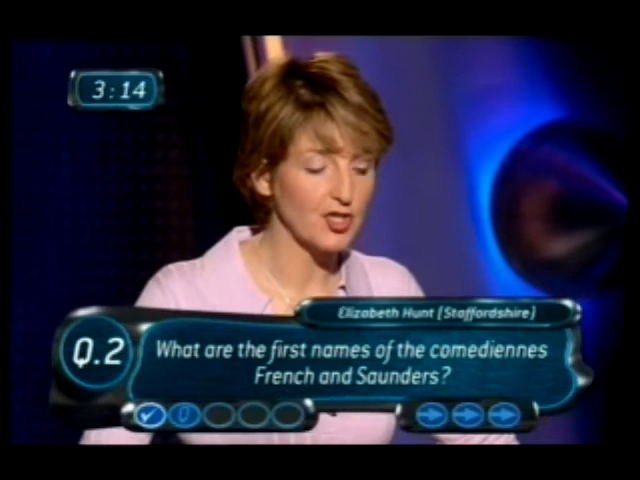 3:14
Elizabeth Hunt (Staffordshire)
Q.2
What are the first names of the comediennes
French and Saunders?